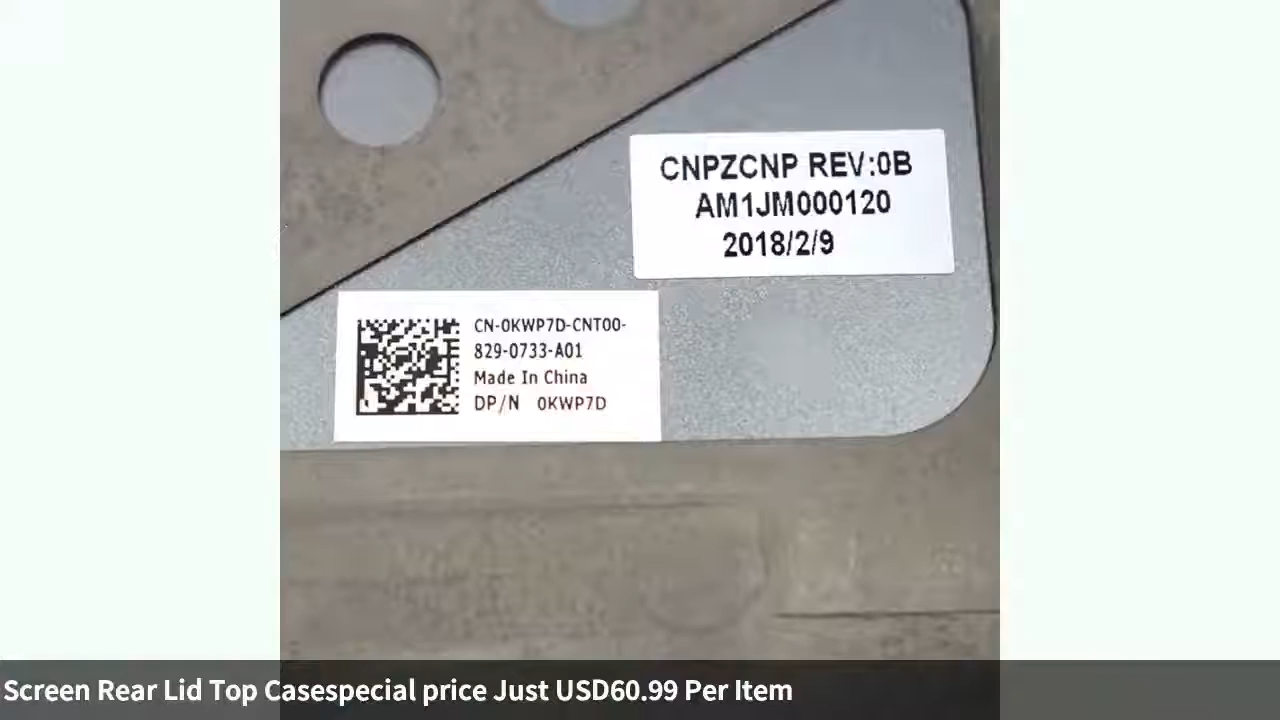 CNPZCNP REV:0B
AM1JM000120
2018/2/9
CN-0KWP7D-CNT00-
829-0733-A01
Made In China
DP/N 0KWP7D
Screen Rear Lid Top Casespecial price Just USD60.99 Per Item